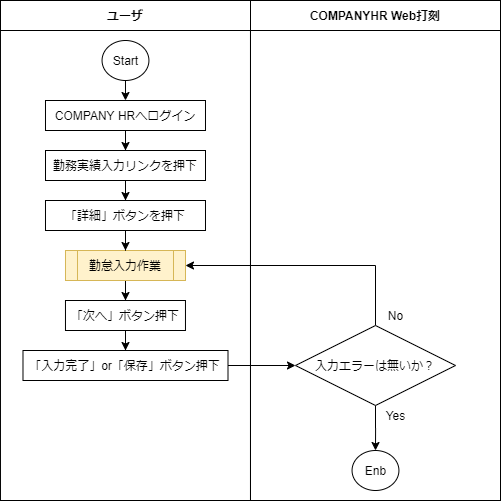 ユーザ
COMPANYHR Web打刻
Start
COMPANY HRへログイン
勤務実績入力リンクを押下
「詳細」ボタンを押下
勤怠入力作業
「次へ」ボタン押下
No
「入力完了」or「保存」ボタン押下
入力エラーは無いか？
Yes
Enb